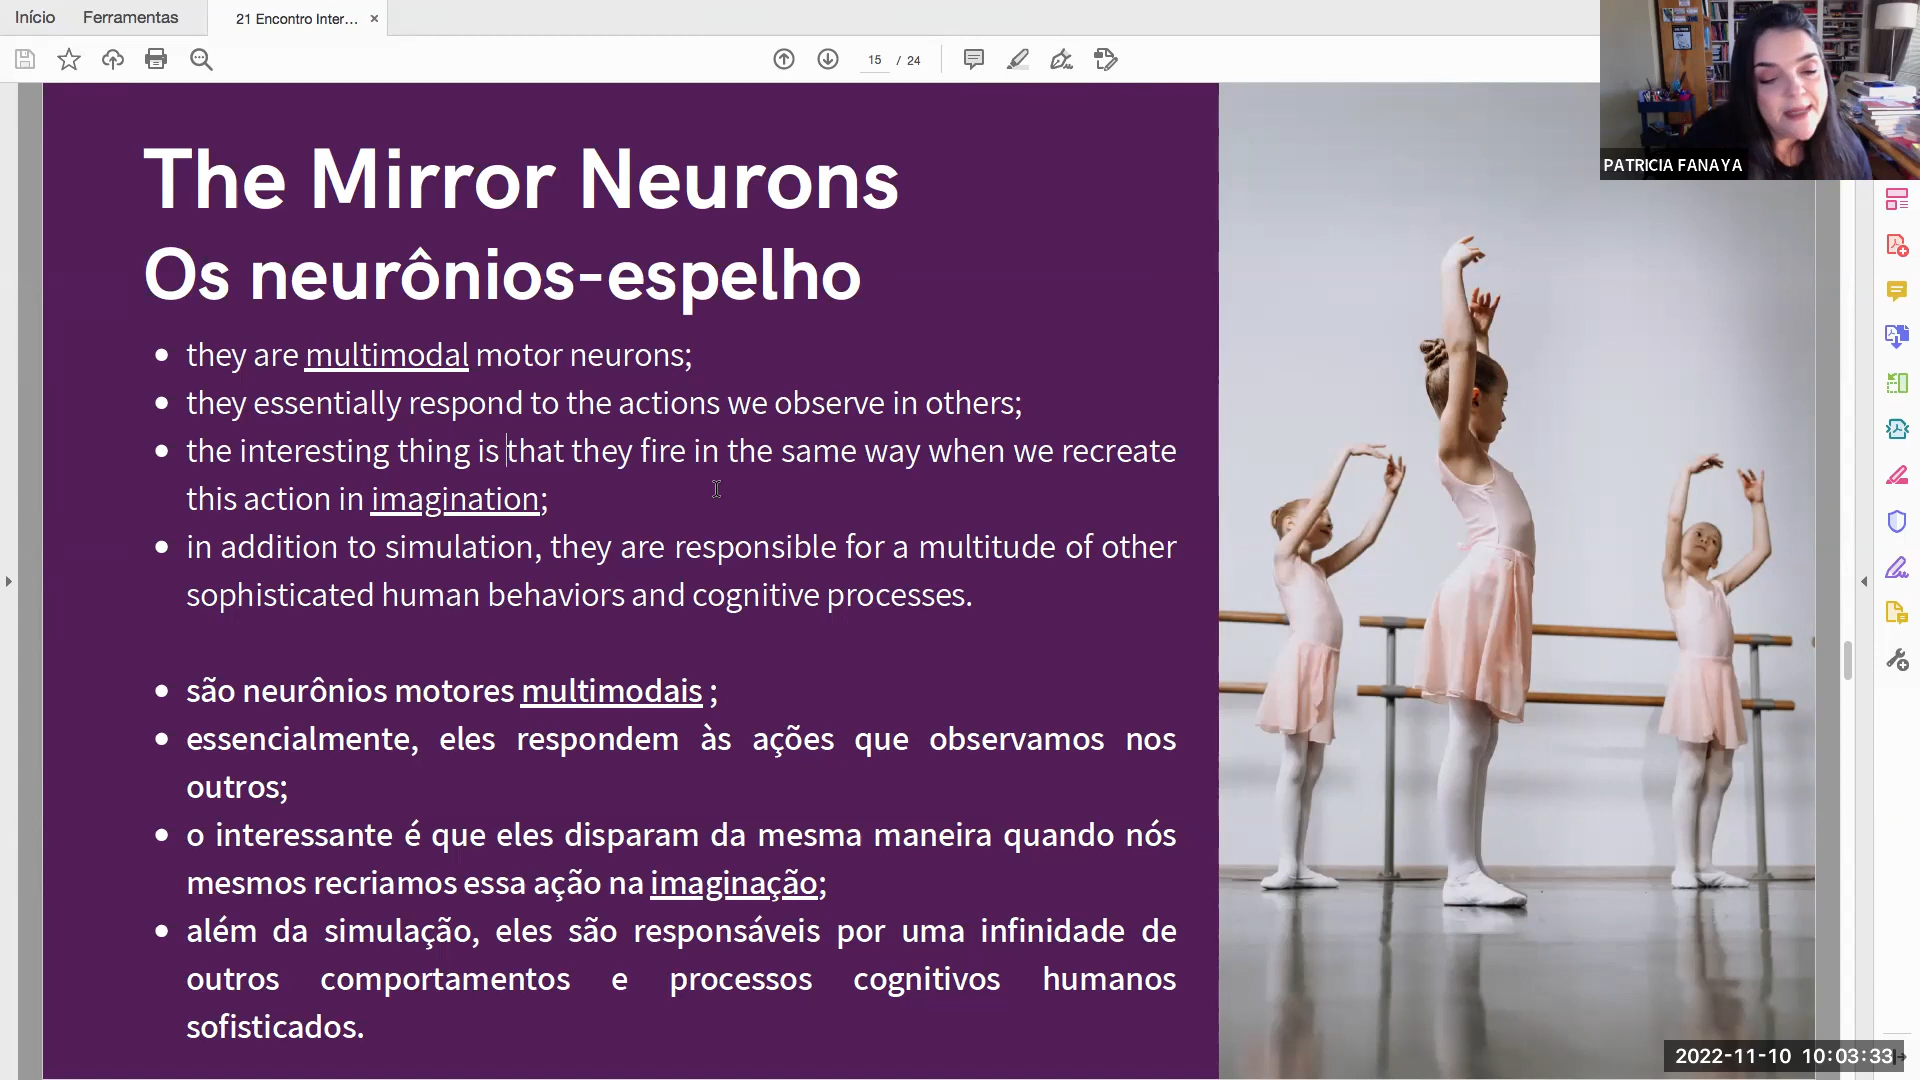 Início
Ferramentas
21 Encontro Inter...
15 / 24
PATRICIA FANAYA
The Mirror Neurons
Os neurônios-espelho
• they are multimodal motor neurons;
• they essentially respond to the actions we observe in others;
• the interesting thing is that they fire in the same way when we recreate
this action in imagination;
• in addition to simulation, they are responsible for a multitude of other
sophisticated human behaviors and cognitive processes.
• são neurônios motores multimodais ;
• essencialmente, eles respondem às ações que observamos nos
outros;
• o interessante é que eles disparam da mesma maneira quando nós
mesmos recriamos essa ação na imaginação;
• além da simulação, eles são responsáveis por uma infinidade de
outros comportamentos e processos cognitivos humanos
sofisticados.
2022-11-10 10:03:33